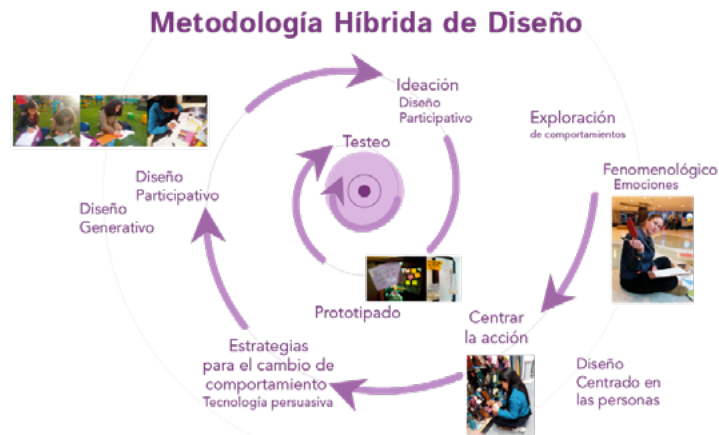 Metodología Híbrida de Diseño
Ideación
Diseño
Participativo
Exploración
de comportamientos
Testeo
Fenomenológico
Emociones
Diseño
Participativo
Diseño
Generativo
Prototipado
Centrar
la acción
Estrategias
para el cambio de
comportamiento
Tecnología persuasiva
Diseño
Centrado en
las personas